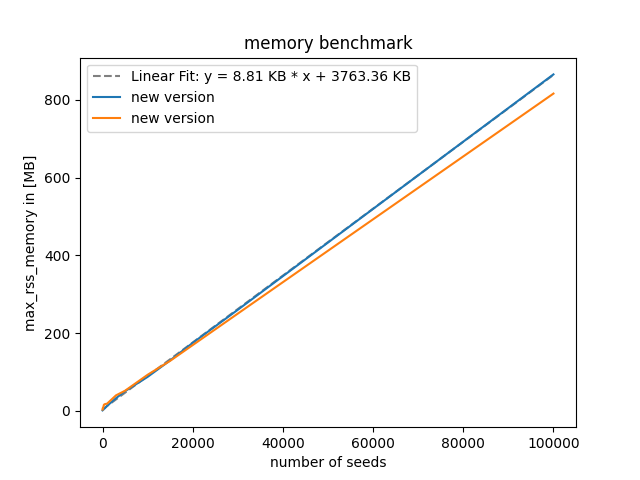 memory benchmark
Linear Fit: y = 8.81 KB * x + 3763.36 KB
new version
new version
max_rss_memory in [MB]
800
600
400
200
0
0 20000 40000 60000 80000 100000
number of seeds